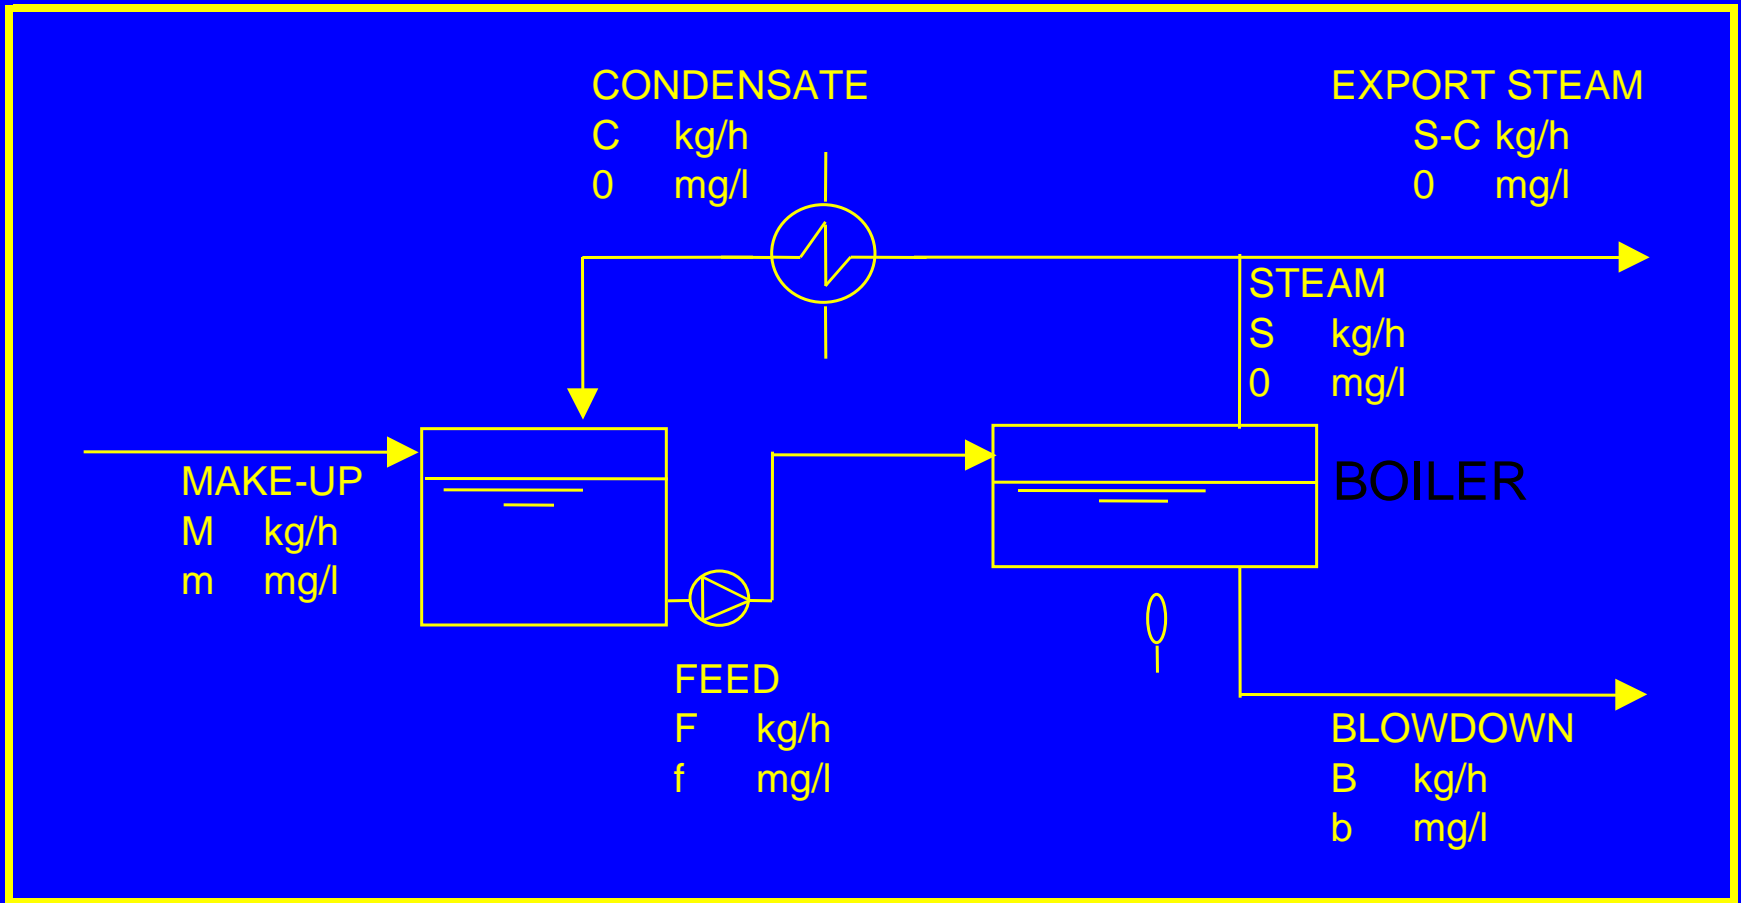 CONDENSATE
C kg/h
0 mg/l
EXPORT STEAM
S-C kg/h
0 mg/l
STEAM
S kg/h
0 mg/l
MAKE-UP
M kg/h
m mg/l
BOILER
FEED
F kg/h
f mg/l
BLOWDOWN
B kg/h
b mg/l